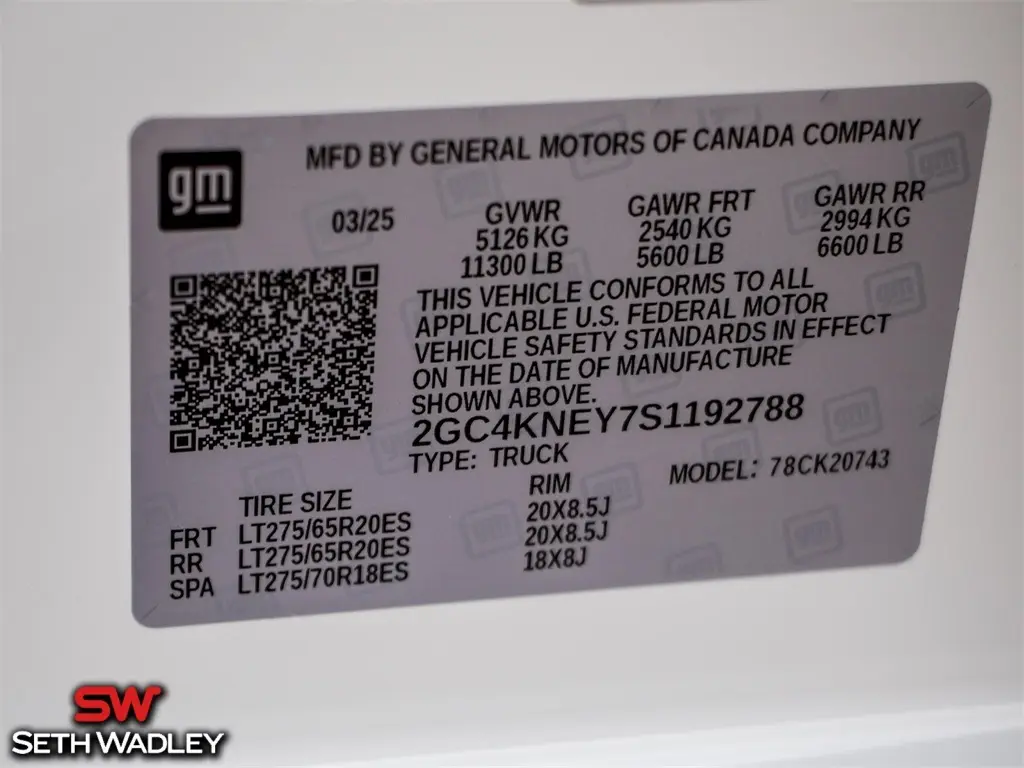 gm
MFD BY GENERAL MOTORS OF CANADA COMPANY
03/25
GVWR
5126 KG
11300 LB
GAWR FRT
2540 KG
5600 LB
GAWR RR
2994 KG
6600 LB
THIS VEHICLE CONFORMS TO ALL
APPLICABLE U.S. FEDERAL MOTOR
VEHICLE SAFETY STANDARDS IN EFFECT
ON THE DATE OF MANUFACTURE
SHOWN ABOVE.
2GC4KNEY7S1192788
TYPE: TRUCK
MODEL: 78CK20743
TIRE SIZE RIM
FRT LT275/65R20ES 20X8.5J
RR LT275/65R20ES 20X8.5J
SPA LT275/70R18ES 18X8J
SW
SETH WADLEY